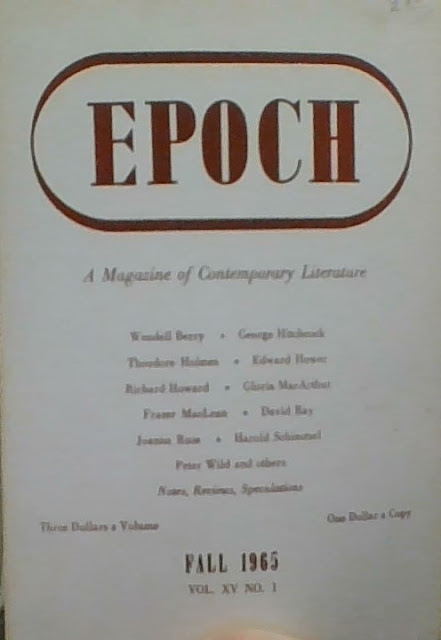 EPOCH
A Magazine of Contemporary Literature
Wendell Berry • George Hitchcock
Theodore Holmes • Edward Hower
Richard Howard • Gloria MacArthur
Fraser MacLean • David Ray
Joanna Russ • Harold Schimmel
Peter Wild and others
Notes, Reviews, Speculations
Three Dollars a Volume
One Dollar a Copy
FALL 1965
VOL. XV NO. 1